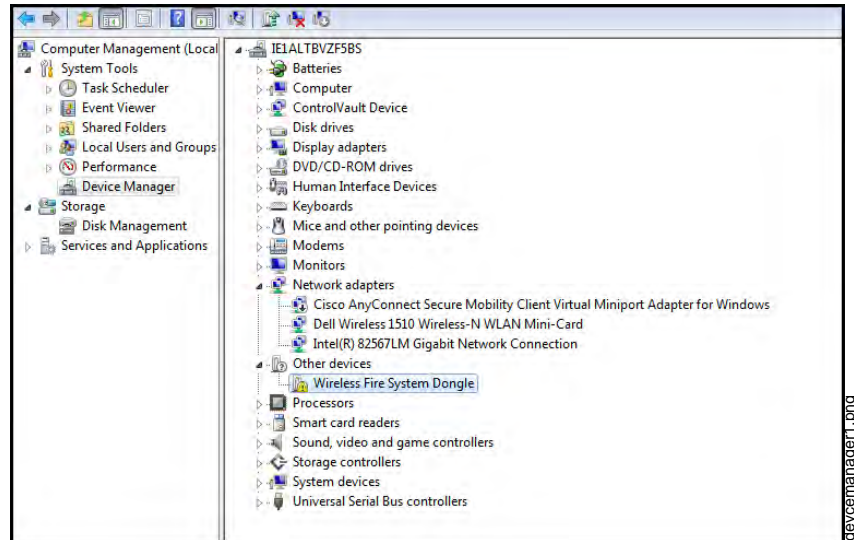 Computer Management (Local
System Tools
Task Scheduler
Event Viewer
Shared Folders
Local Users and Groups
Performance
Device Manager
Storage
Disk Management
Services and Applications
IE1ALTBVZF5BS
Batteries
Computer
ControlVault Device
Disk drives
Display adapters
DVD/CD-ROM drives
Human Interface Devices
Keyboards
Mice and other pointing devices
Modems
Monitors
Network adapters
Cisco AnyConnect Secure Mobility Client Virtual Miniport Adapter for Windows
Dell Wireless 1510 Wireless-N WLAN Mini-Card
Intel(R) 82567LM Gigabit Network Connection
Other devices
Wireless Fire System Dongle
Processors
Smart card readers
Sound, video and game controllers
Storage controllers
System devices
Universal Serial Bus controllers
devcemanager1.png